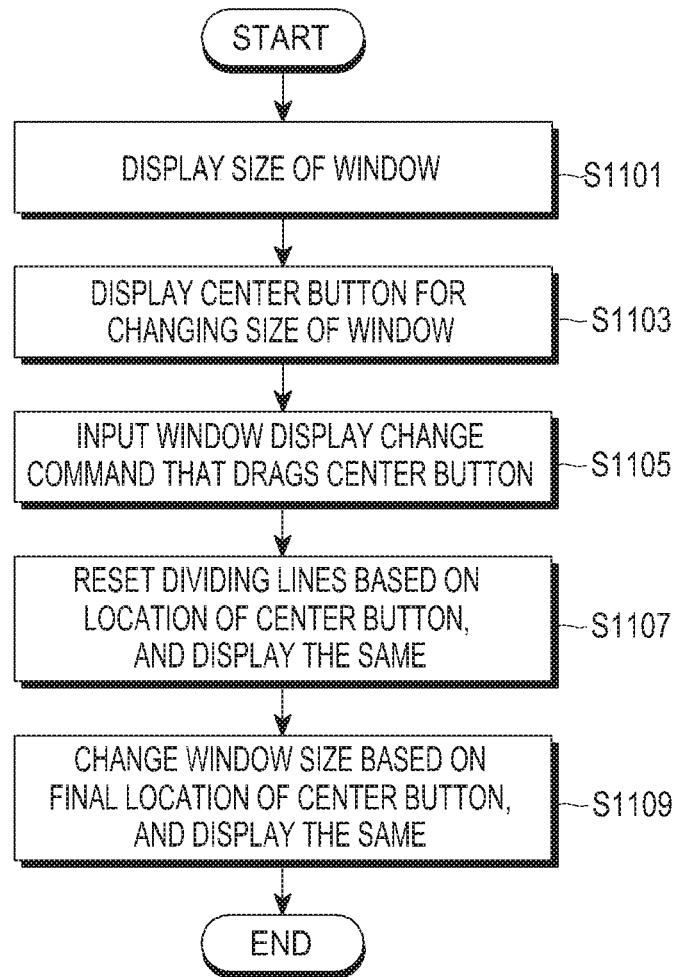 START
DISPLAY SIZE OF WINDOW
S1101
DISPLAY CENTER BUTTON FOR
CHANGING SIZE OF WINDOW
S1103
INPUT WINDOW DISPLAY CHANGE
COMMAND THAT DRAGS CENTER BUTTON
S1105
RESET DIVIDING LINES BASED ON
LOCATION OF CENTER BUTTON,
AND DISPLAY THE SAME
S1107
CHANGE WINDOW SIZE BASED ON
FINAL LOCATION OF CENTER BUTTON,
AND DISPLAY THE SAME
S1109
END